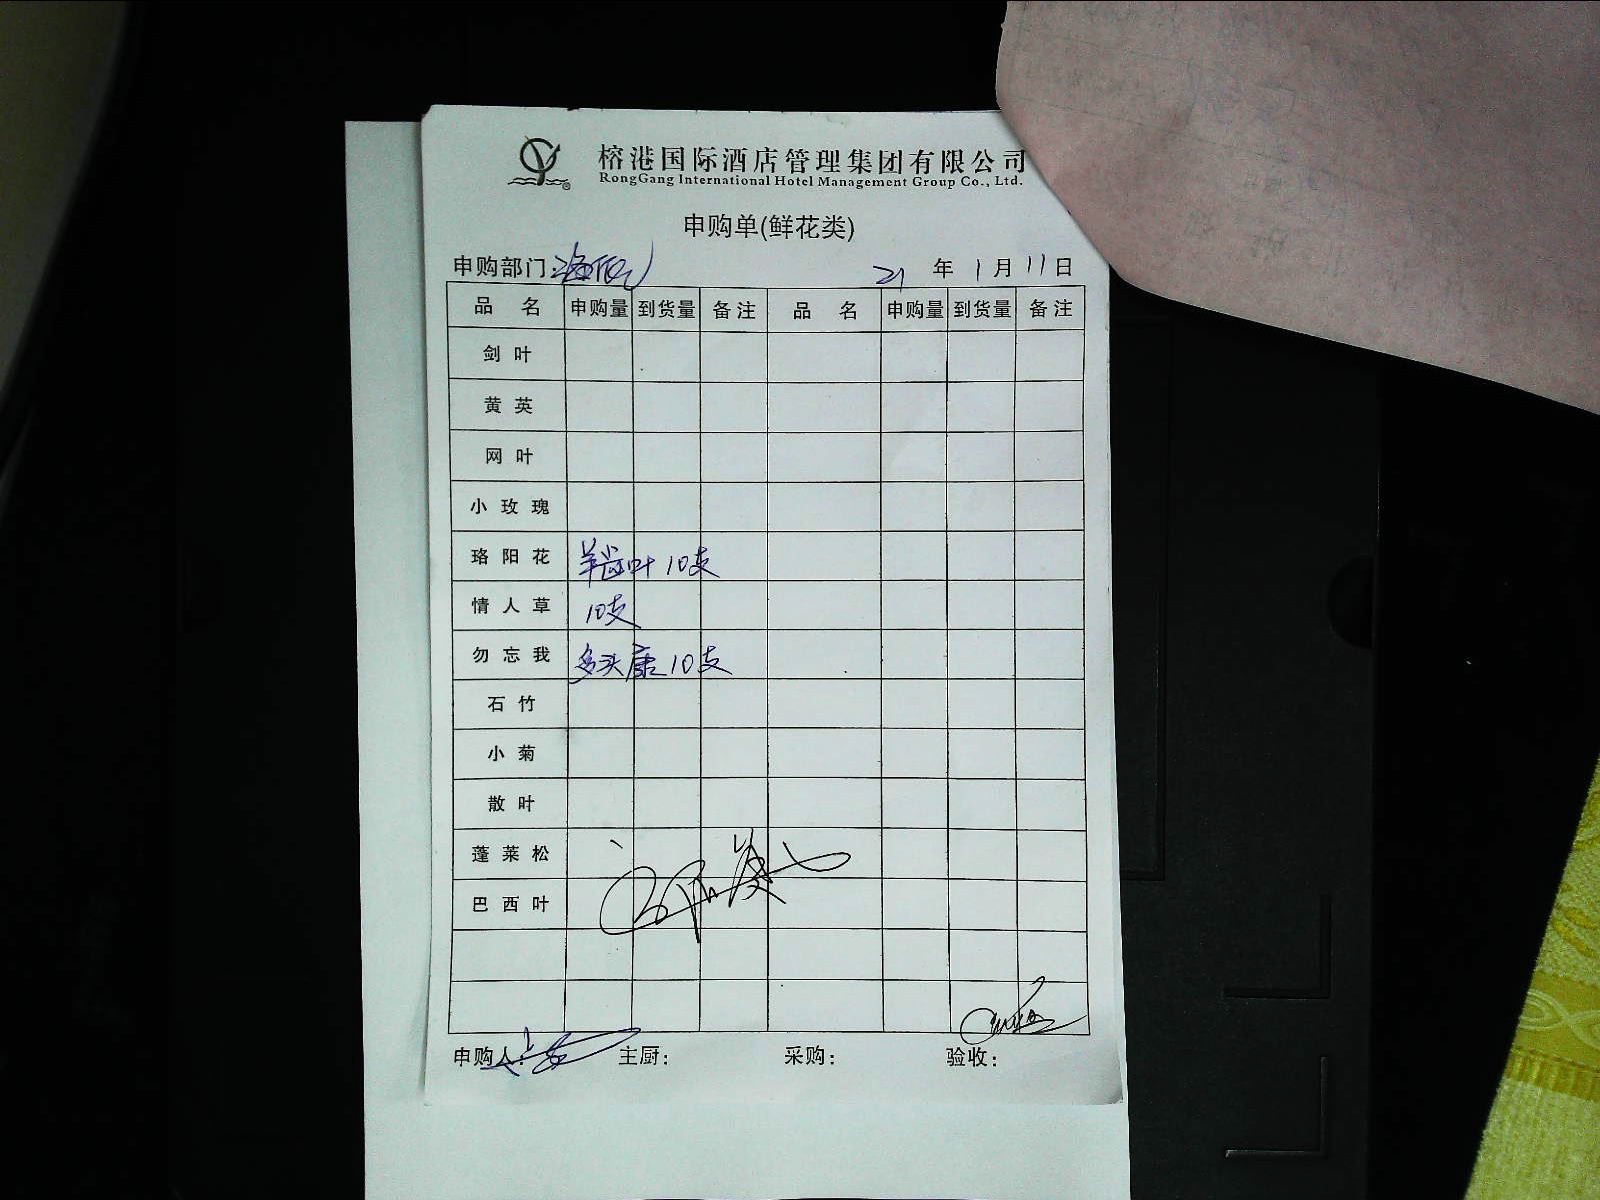 榕港国际酒店管理集团有限公司
RongGang International Hotel Management Group Co., Ltd.
申购单(鲜花类)
申购部门: 21 年 1 月 11 日
品 名 申购量 到货量 备注 品 名 申购量 到货量 备注
剑 叶
黄 英
网 叶
小 玫 瑰
珞 阳 花 羊齿叶 10支
情 人 草 10支
勿 忘 我 多头康 10支
石 竹
小 菊
散 叶
蓬 莱 松
巴 西 叶
申购人: 主厨: 采购: 验收: